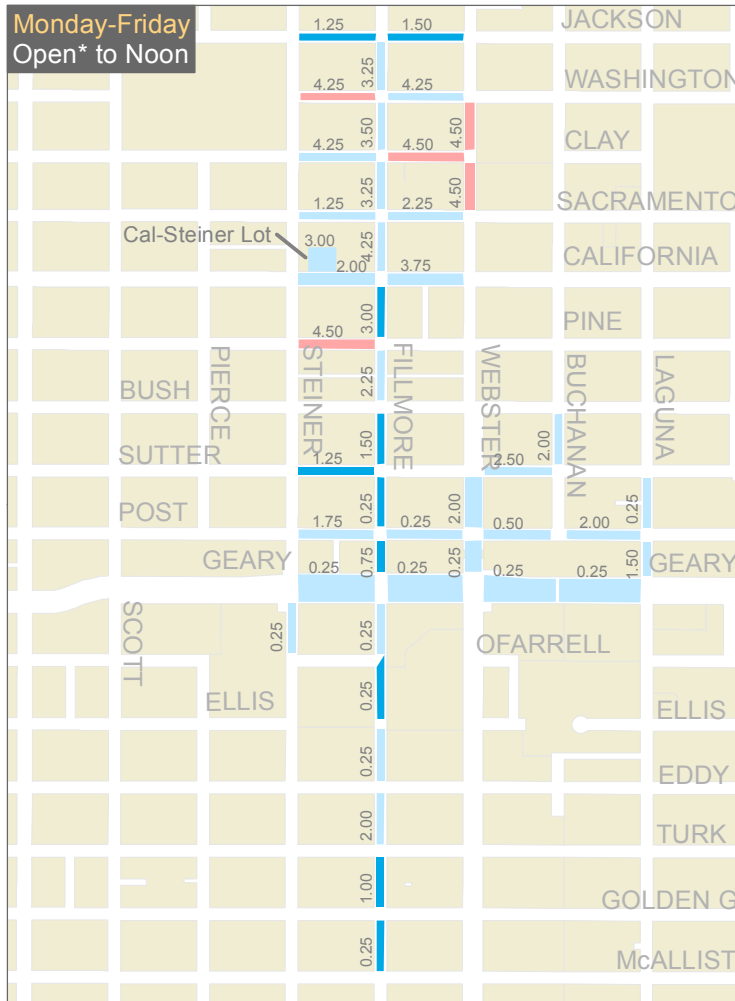 Monday-Friday
Open* to Noon
1.25 1.50 JACKSON
3.25
4.25 4.25 WASHINGTON
3.50 4.50
4.25 4.50 CLAY
3.25 4.50
1.25 2.25 SACRAMENTO
Cal-Steiner Lot
3.00 4.25
2.00 3.75 CALIFORNIA
3.00
4.50 PINE
PIERCE STEINER FILLMORE WEBSTER BUCHANAN LAGUNA
2.25
BUSH
1.50 2.00
SUTTER 1.25 2.50
0.25 2.00 0.25
POST 1.75 0.25 0.50 2.00
GEARY 0.75 0.25 1.50 GEARY
0.25 0.25 0.25 0.25
SCOTT
0.25 0.25 OFARRELL
0.25
ELLIS ELLIS
0.25 EDDY
2.00 TURK
1.00 GOLDEN G
0.25 McALLIST